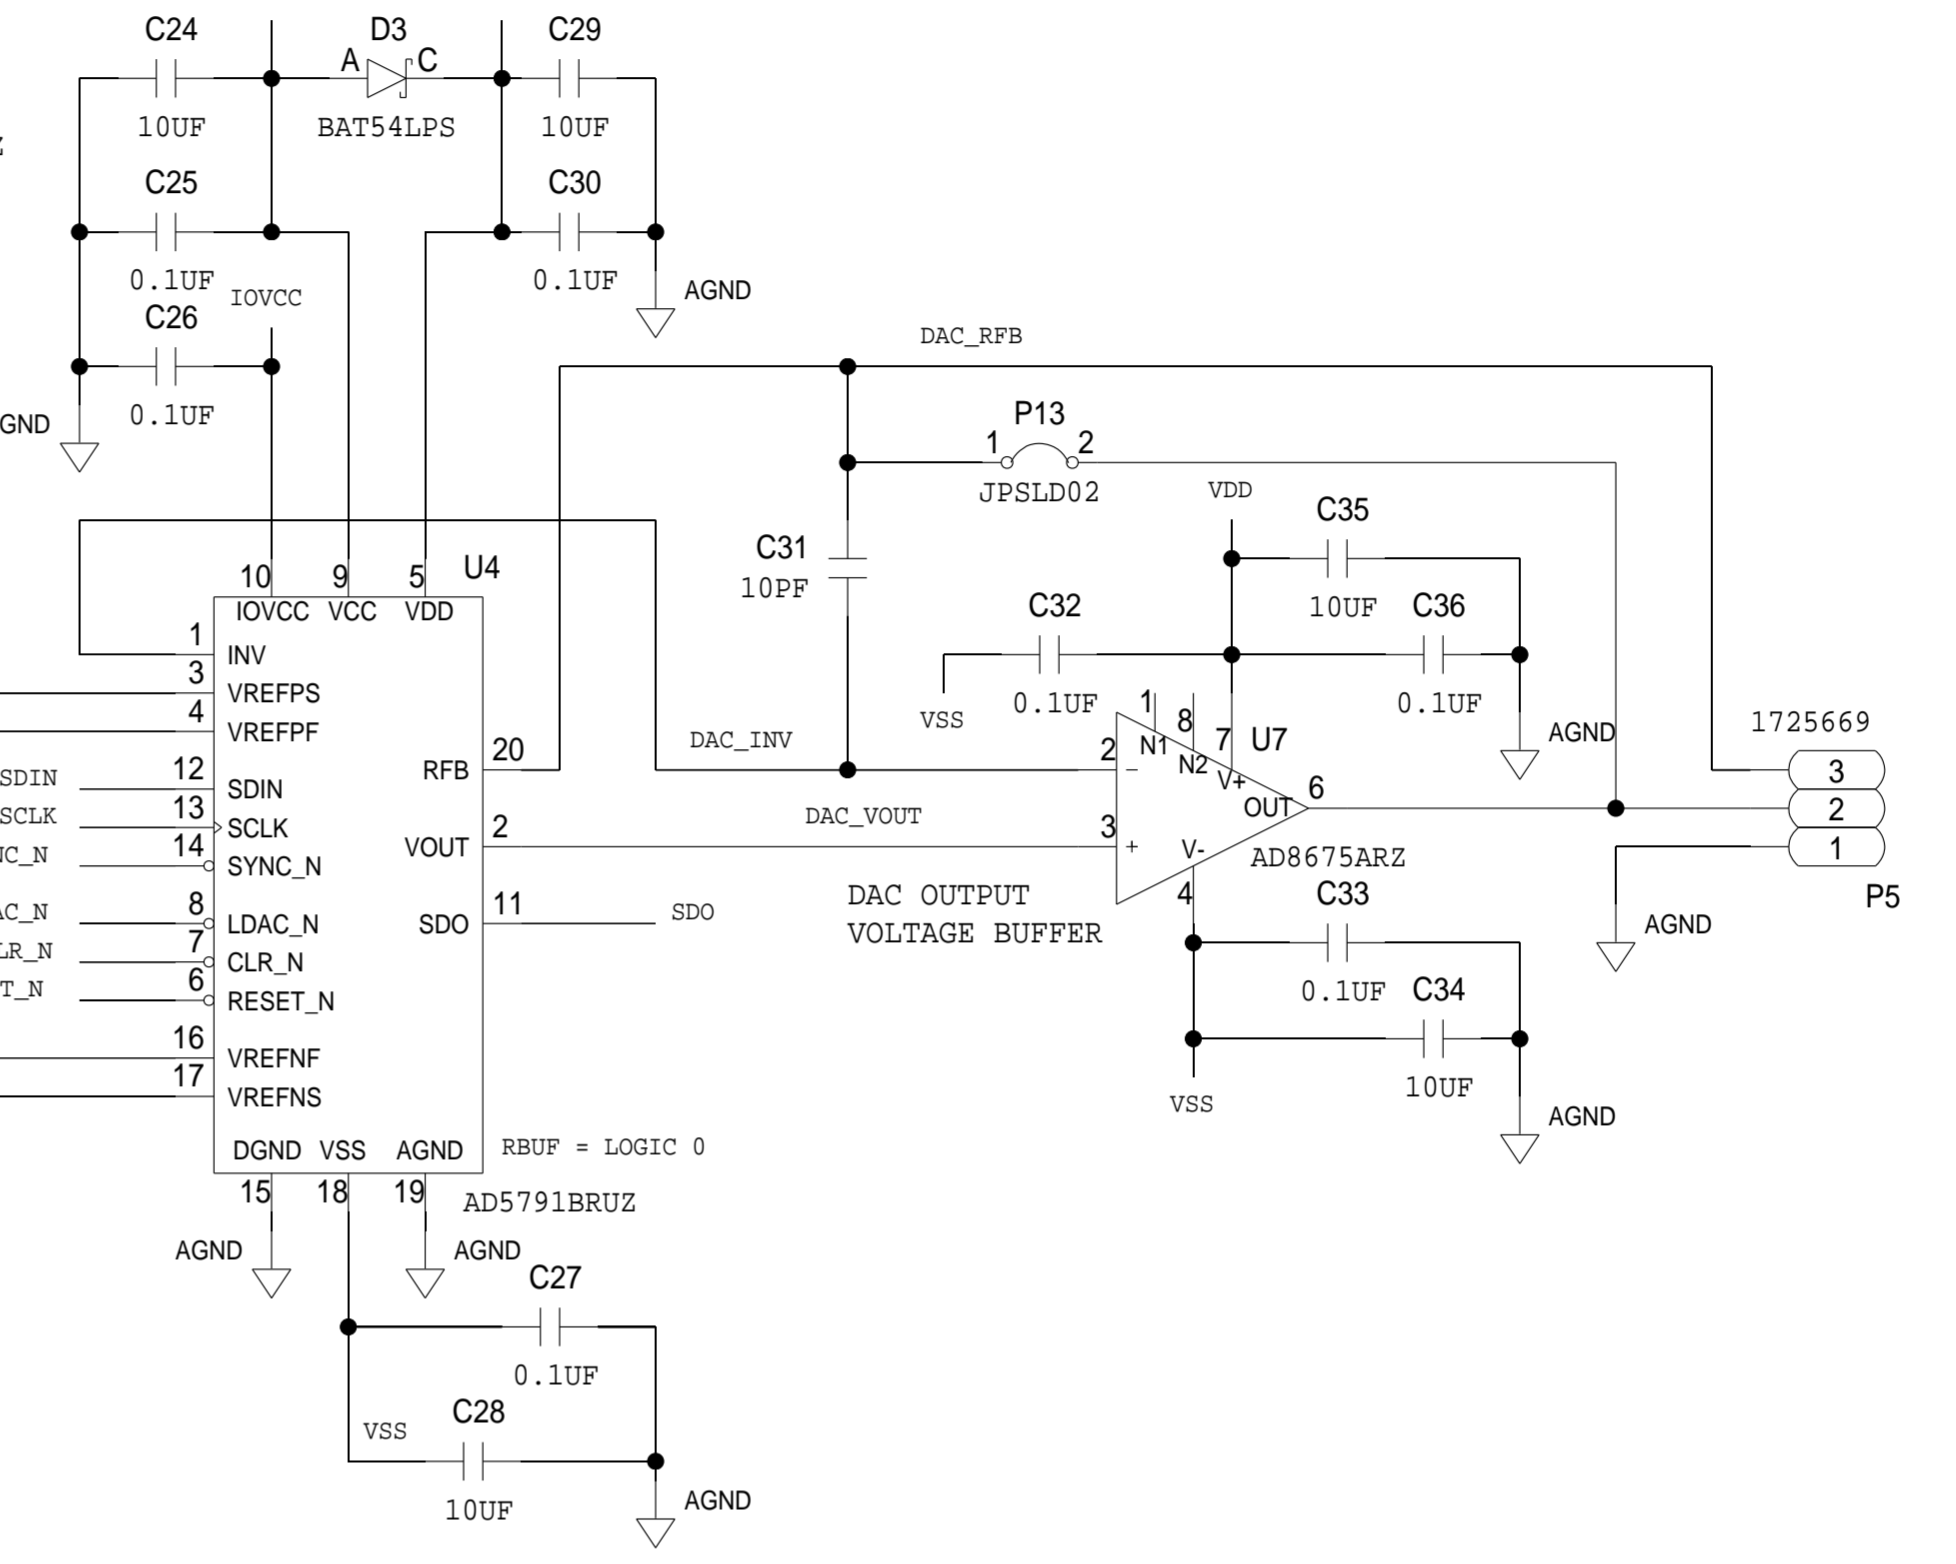 C24
D3
C29
A
C
10UF
BAT54LPS
10UF
C25
C30
0.1UF
IOVCC
0.1UF
AGND
C26
0.1UF
GND
DAC_RFB
P13
1
2
JPSLD02
VDD
C35
10UF
C31
10PF
C32
0.1UF
VSS
C36
0.1UF
AGND
U4
10
9
5
IOVCC
VCC
VDD
1
INV
3
VREFPS
4
VREFPF
SDIN
12
SDIN
SCLK
13
SCLK
C_N
14
SYNC_N
AC_N
8
LDAC_N
LR_N
7
CLR_N
T_N
6
RESET_N
16
VREFNF
17
VREFNS
20
RFB
2
VOUT
11
SDO
SDO
DGND
VSS
AGND
RBUF = LOGIC 0
15
18
19
AD5791BRUZ
AGND
AGND
DAC_INV
DAC_VOUT
DAC OUTPUT
VOLTAGE BUFFER
1
8
7
U7
N1
N2
V+
2
−
3
+
OUT
6
V-
4
AD8675ARZ
1725669
3
2
1
P5
AGND
C33
0.1UF
C34
10UF
VSS
AGND
C27
0.1UF
C28
VSS
10UF
AGND